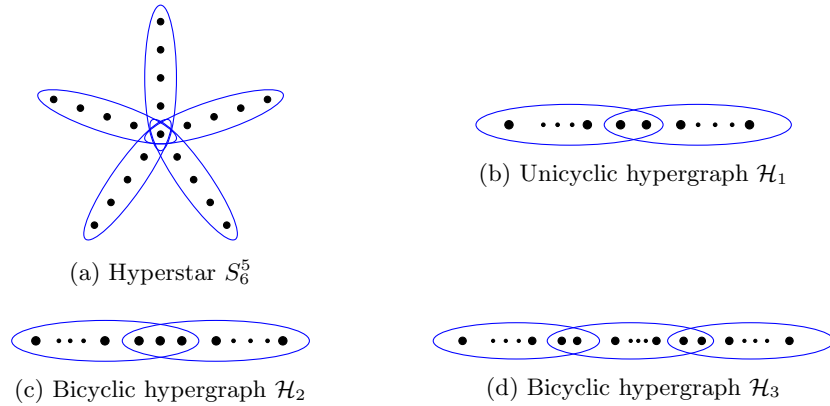 (a) Hyperstar $S_6^5$
(b) Unicyclic hypergraph $\mathcal{H}_1$
(c) Bicyclic hypergraph $\mathcal{H}_2$
(d) Bicyclic hypergraph $\mathcal{H}_3$